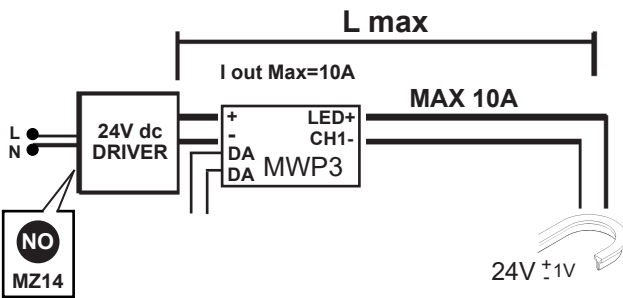 L max
I out Max=10A
MAX 10A
L
N
24V dc
DRIVER
+
-
DA
DA
LED+
CH1-
MWP3
NO
MZ14
24V +
- 1V